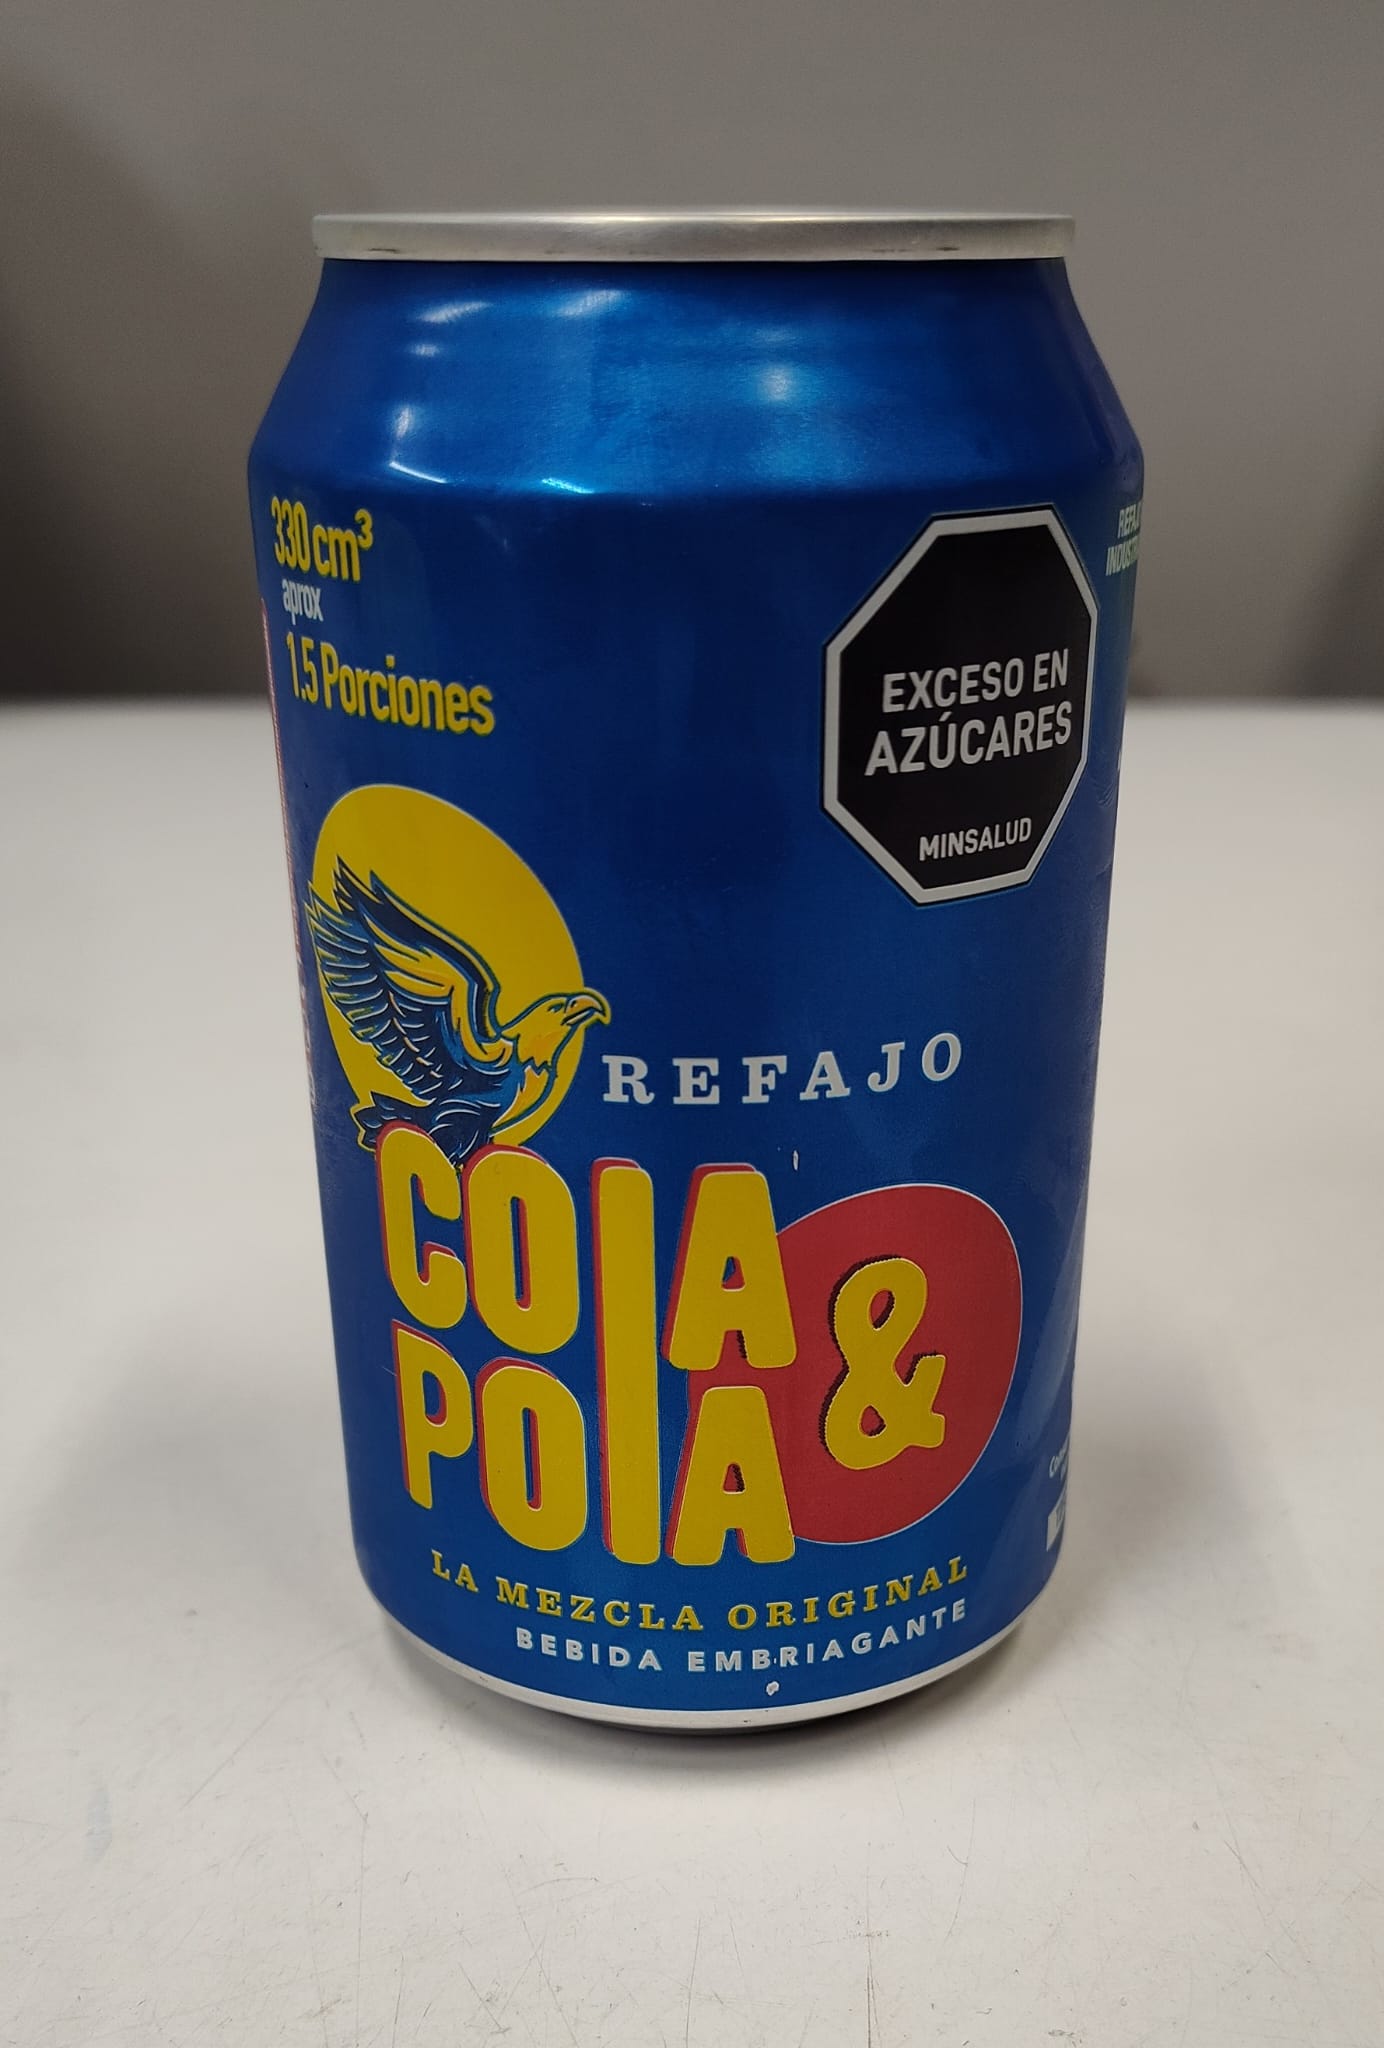 330 cm³
aprox
1.5 Porciones
EXCESO EN
AZÚCARES
MINSALUD
REFAJO
COLA &
POLA
LA MEZCLA ORIGINAL
BEBIDA EMBRIAGANTE